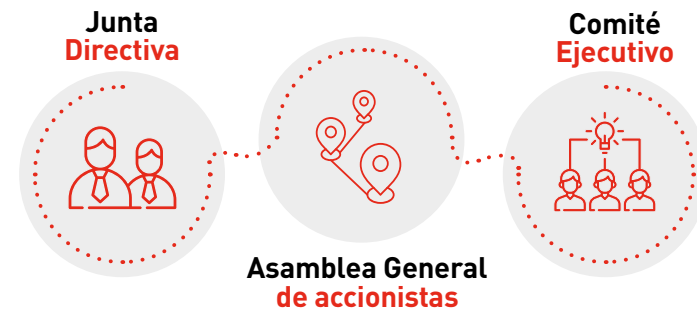 Junta
Directiva
Asamblea General
de accionistas
Comité
Ejecutivo